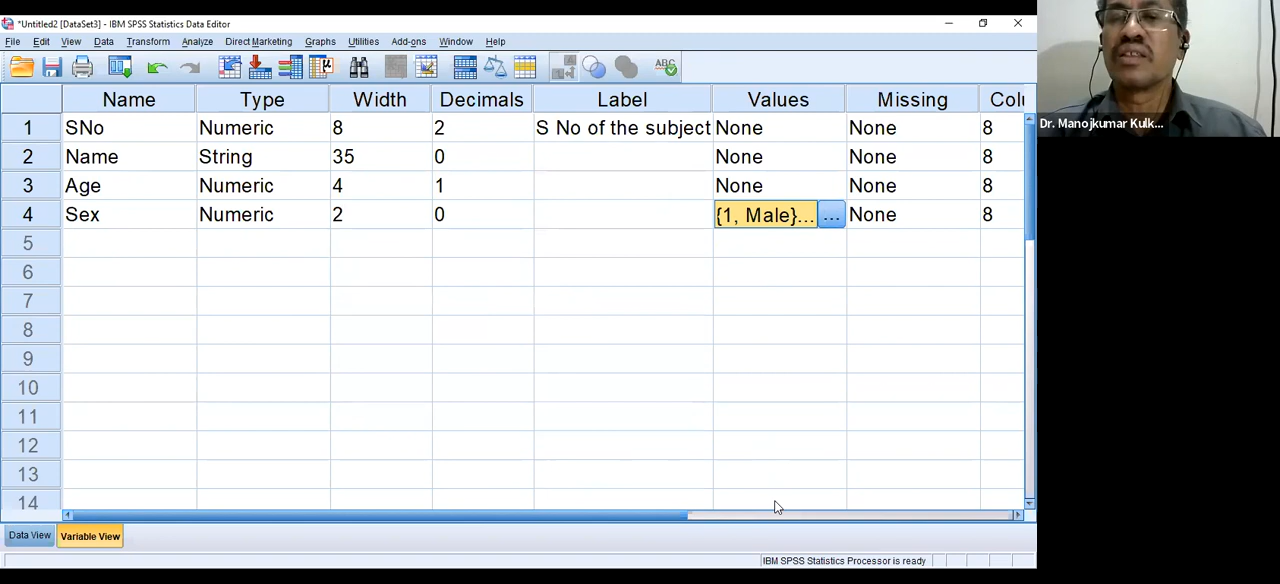 *Untitled2 [DataSet3] - IBM SPSS Statistics Data Editor
File Edit View Data Transform Analyze Direct Marketing Graphs Utilities Add-ons Window Help
Name Type Width Decimals Label Values Missing Colu
1 SNo Numeric 8 2 S No of the subject None None 8
2 Name String 35 0 None None 8
3 Age Numeric 4 1 None None 8
4 Sex Numeric 2 0 {1, Male}... ... None 8
5
6
7
8
9
10
11
12
13
14
Data View Variable View
IBM SPSS Statistics Processor is ready
Dr. Manojkumar Kulk...